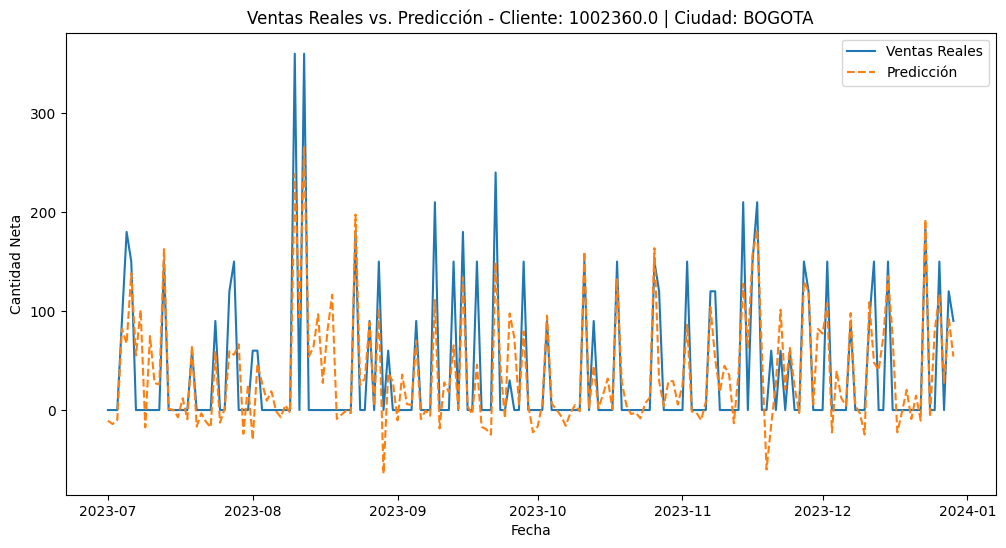 Ventas Reales vs. Predicción - Cliente: 1002360.0 | Ciudad: BOGOTA
Ventas Reales
Predicción
Cantidad Neta
300
200
100
0
2023-07
2023-08
2023-09
2023-10
2023-11
2023-12
2024-01
Fecha